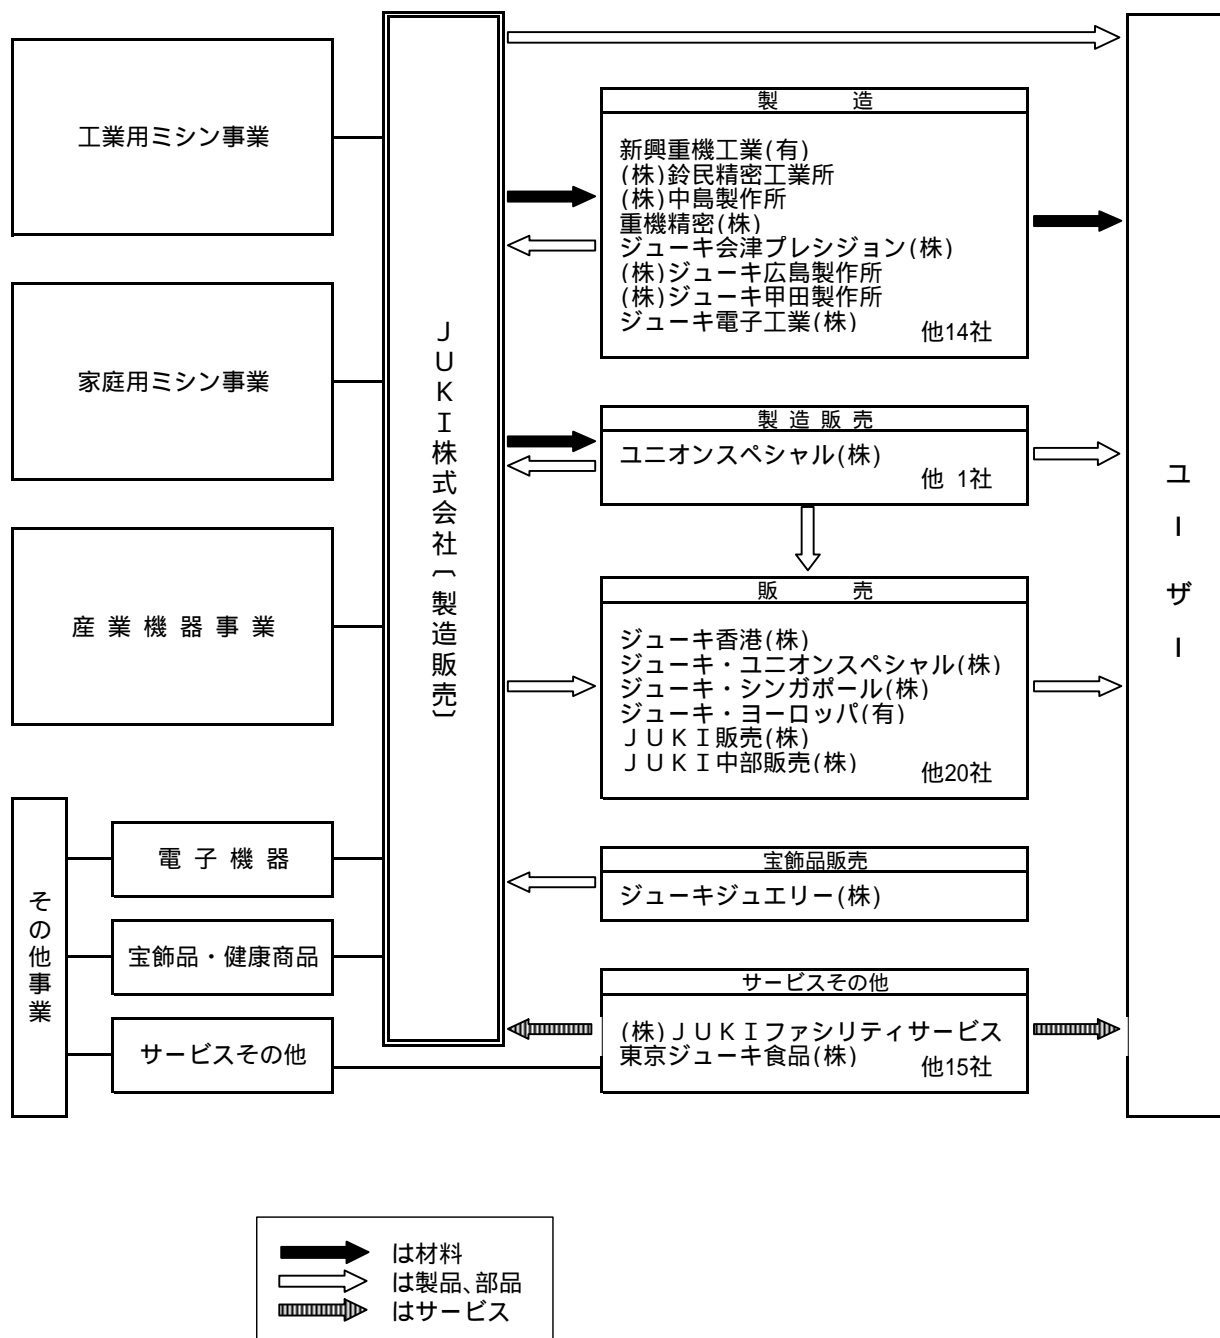 工業用ミシン事業
家庭用ミシン事業
産業機器事業
その他事業
電子機器
宝飾品・健康商品
サービスその他
JUKI株式会社〔製造販売〕
製造
新興重機工業(有)
(株)鈴民精密工業所
(株)中島製作所
重機精密(株)
ジューキ会津プレシジョン(株)
(株)ジューキ広島製作所
(株)ジューキ甲田製作所
ジューキ電子工業(株) 他14社
製造販売
ユニオンスペシャル(株)
他 1社
販売
ジューキ香港(株)
ジューキ・ユニオンスペシャル(株)
ジューキ・シンガポール(株)
ジューキ・ヨーロッパ(有)
JUKI販売(株)
JUKI中部販売(株) 他20社
宝飾品販売
ジューキジュエリー(株)
サービスその他
(株)JUKIファシリティサービス
東京ジューキ食品(株) 他15社
ユーザー
は材料
は製品、部品
はサービス